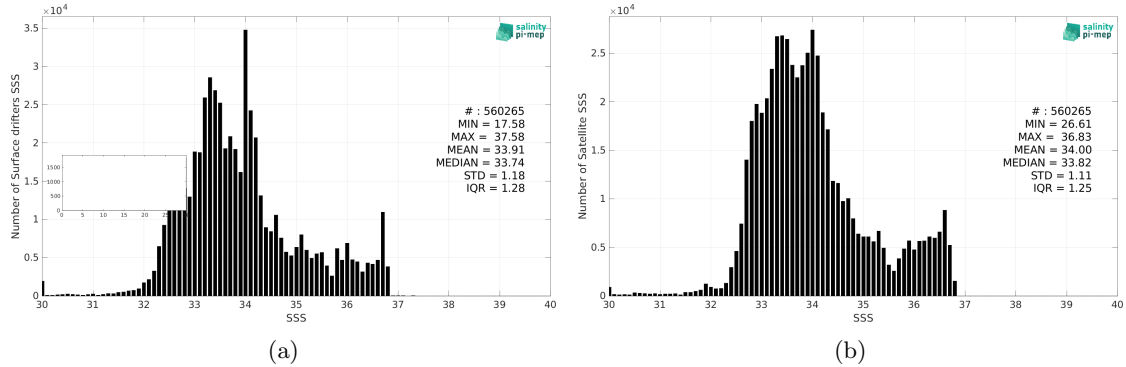 ×10⁴
3.5
3
2.5
2
1.5
1
0.5
0
30 31 32 33 34 35 36 37 38 39 40
Number of Surface drifters SSS
SSS
salinity
pi-mep
# : 560265
MIN = 17.58
MAX = 37.58
MEAN = 33.91
MEDIAN = 33.74
STD = 1.18
IQR = 1.28
1500
1000
500
0
0 5 10 15 20 25
(a)
×10⁴
2.5
2
1.5
1
0.5
0
30 31 32 33 34 35 36 37 38 39 40
Number of Satellite SSS
SSS
salinity
pi-mep
# : 560265
MIN = 26.61
MAX = 36.83
MEAN = 34.00
MEDIAN = 33.82
STD = 1.11
IQR = 1.25
(b)